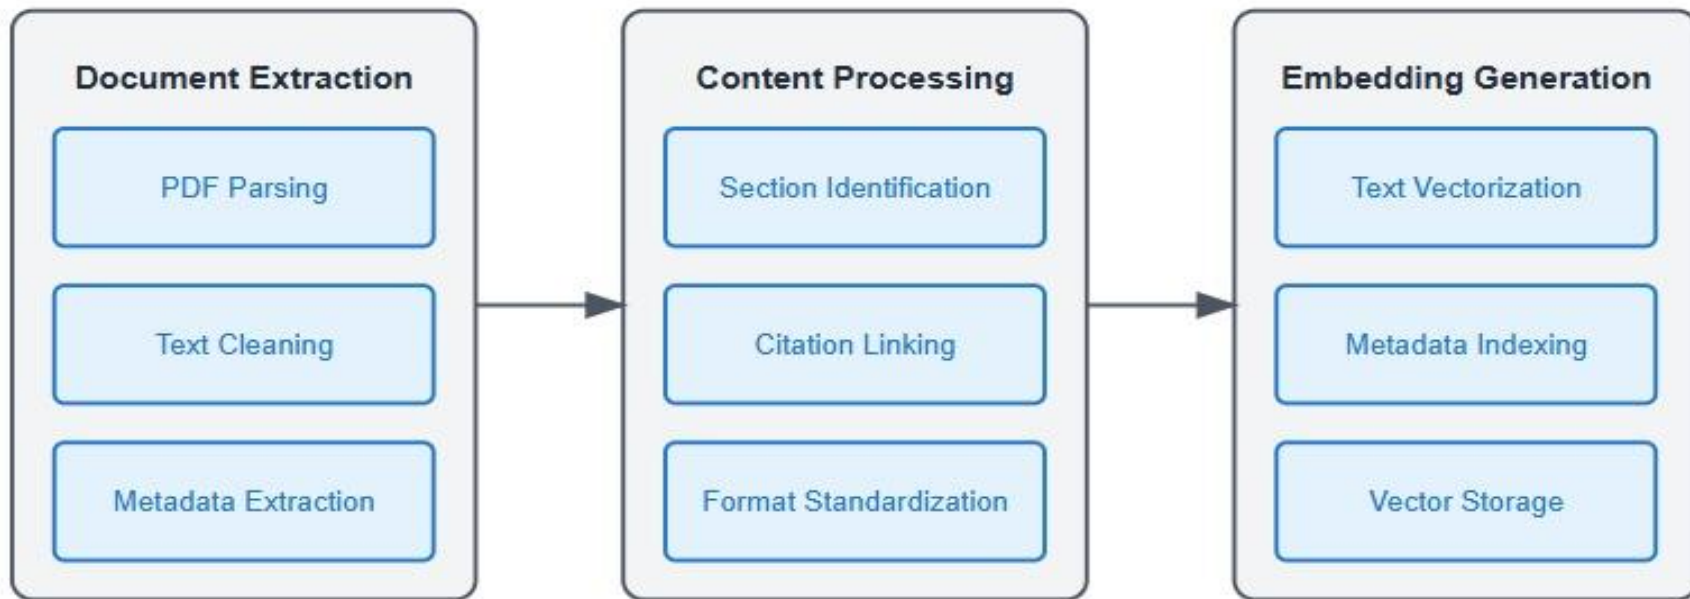 Document Extraction
PDF Parsing
Text Cleaning
Metadata Extraction
Content Processing
Section Identification
Citation Linking
Format Standardization
Embedding Generation
Text Vectorization
Metadata Indexing
Vector Storage